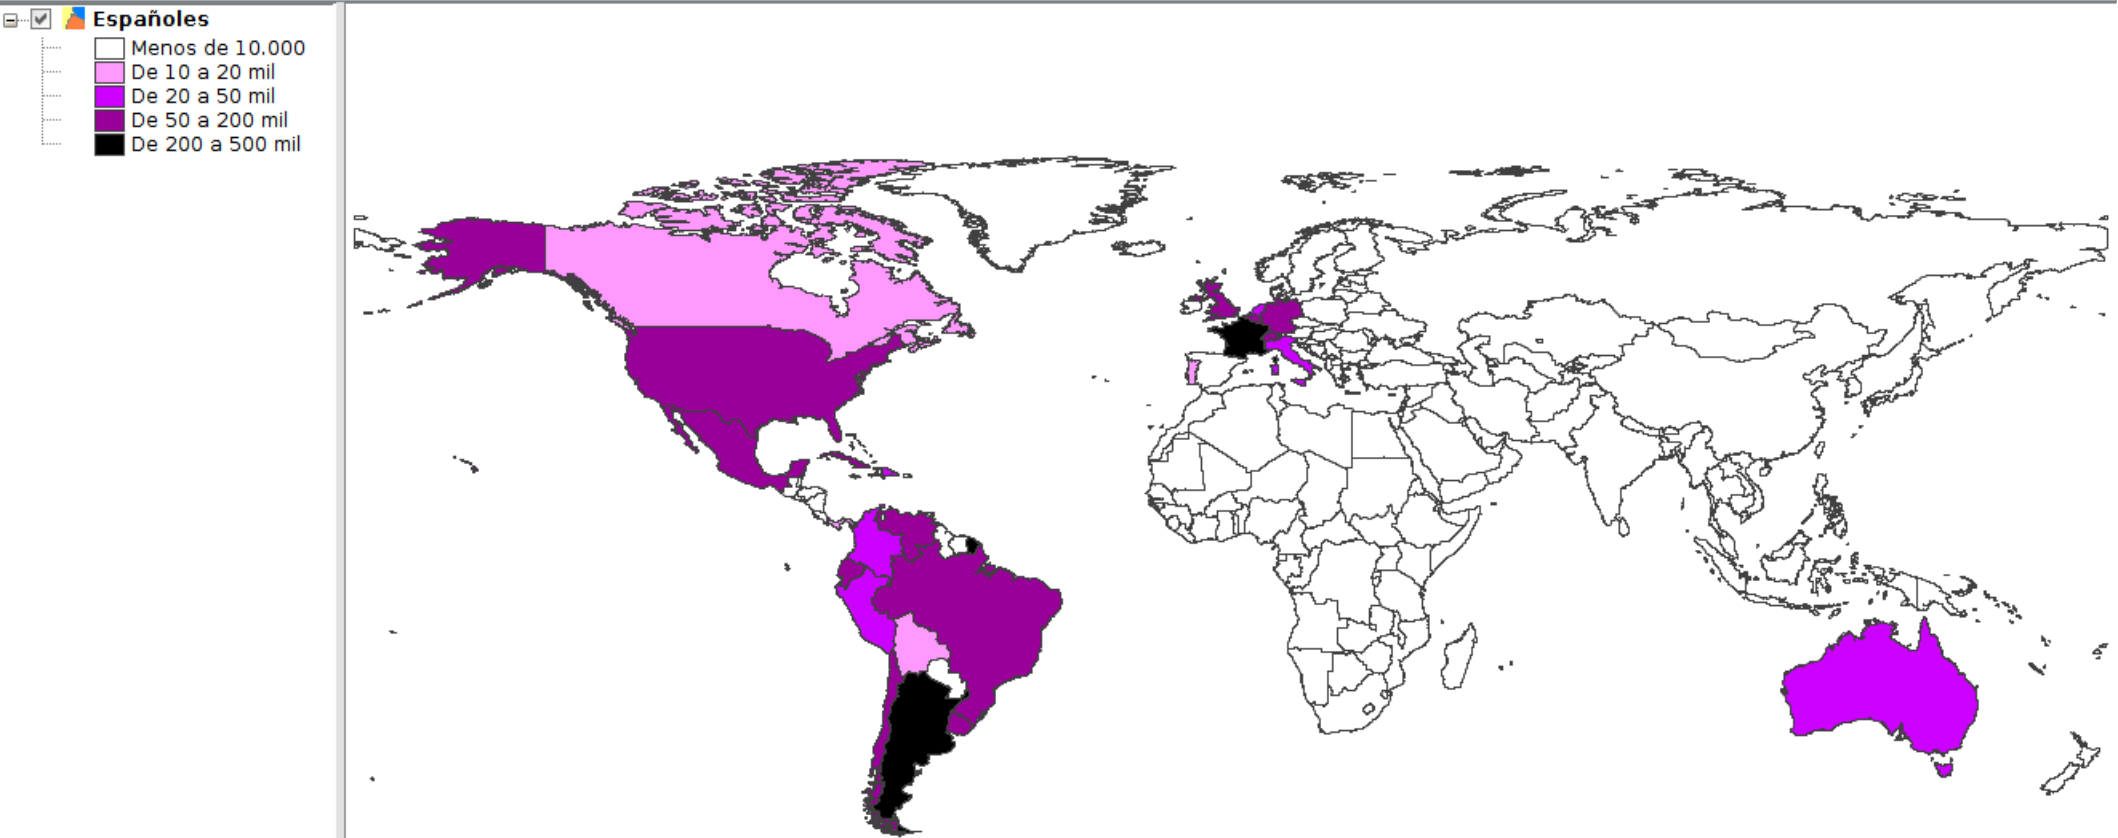 Españoles
Menos de 10.000
De 10 a 20 mil
De 20 a 50 mil
De 50 a 200 mil
De 200 a 500 mil